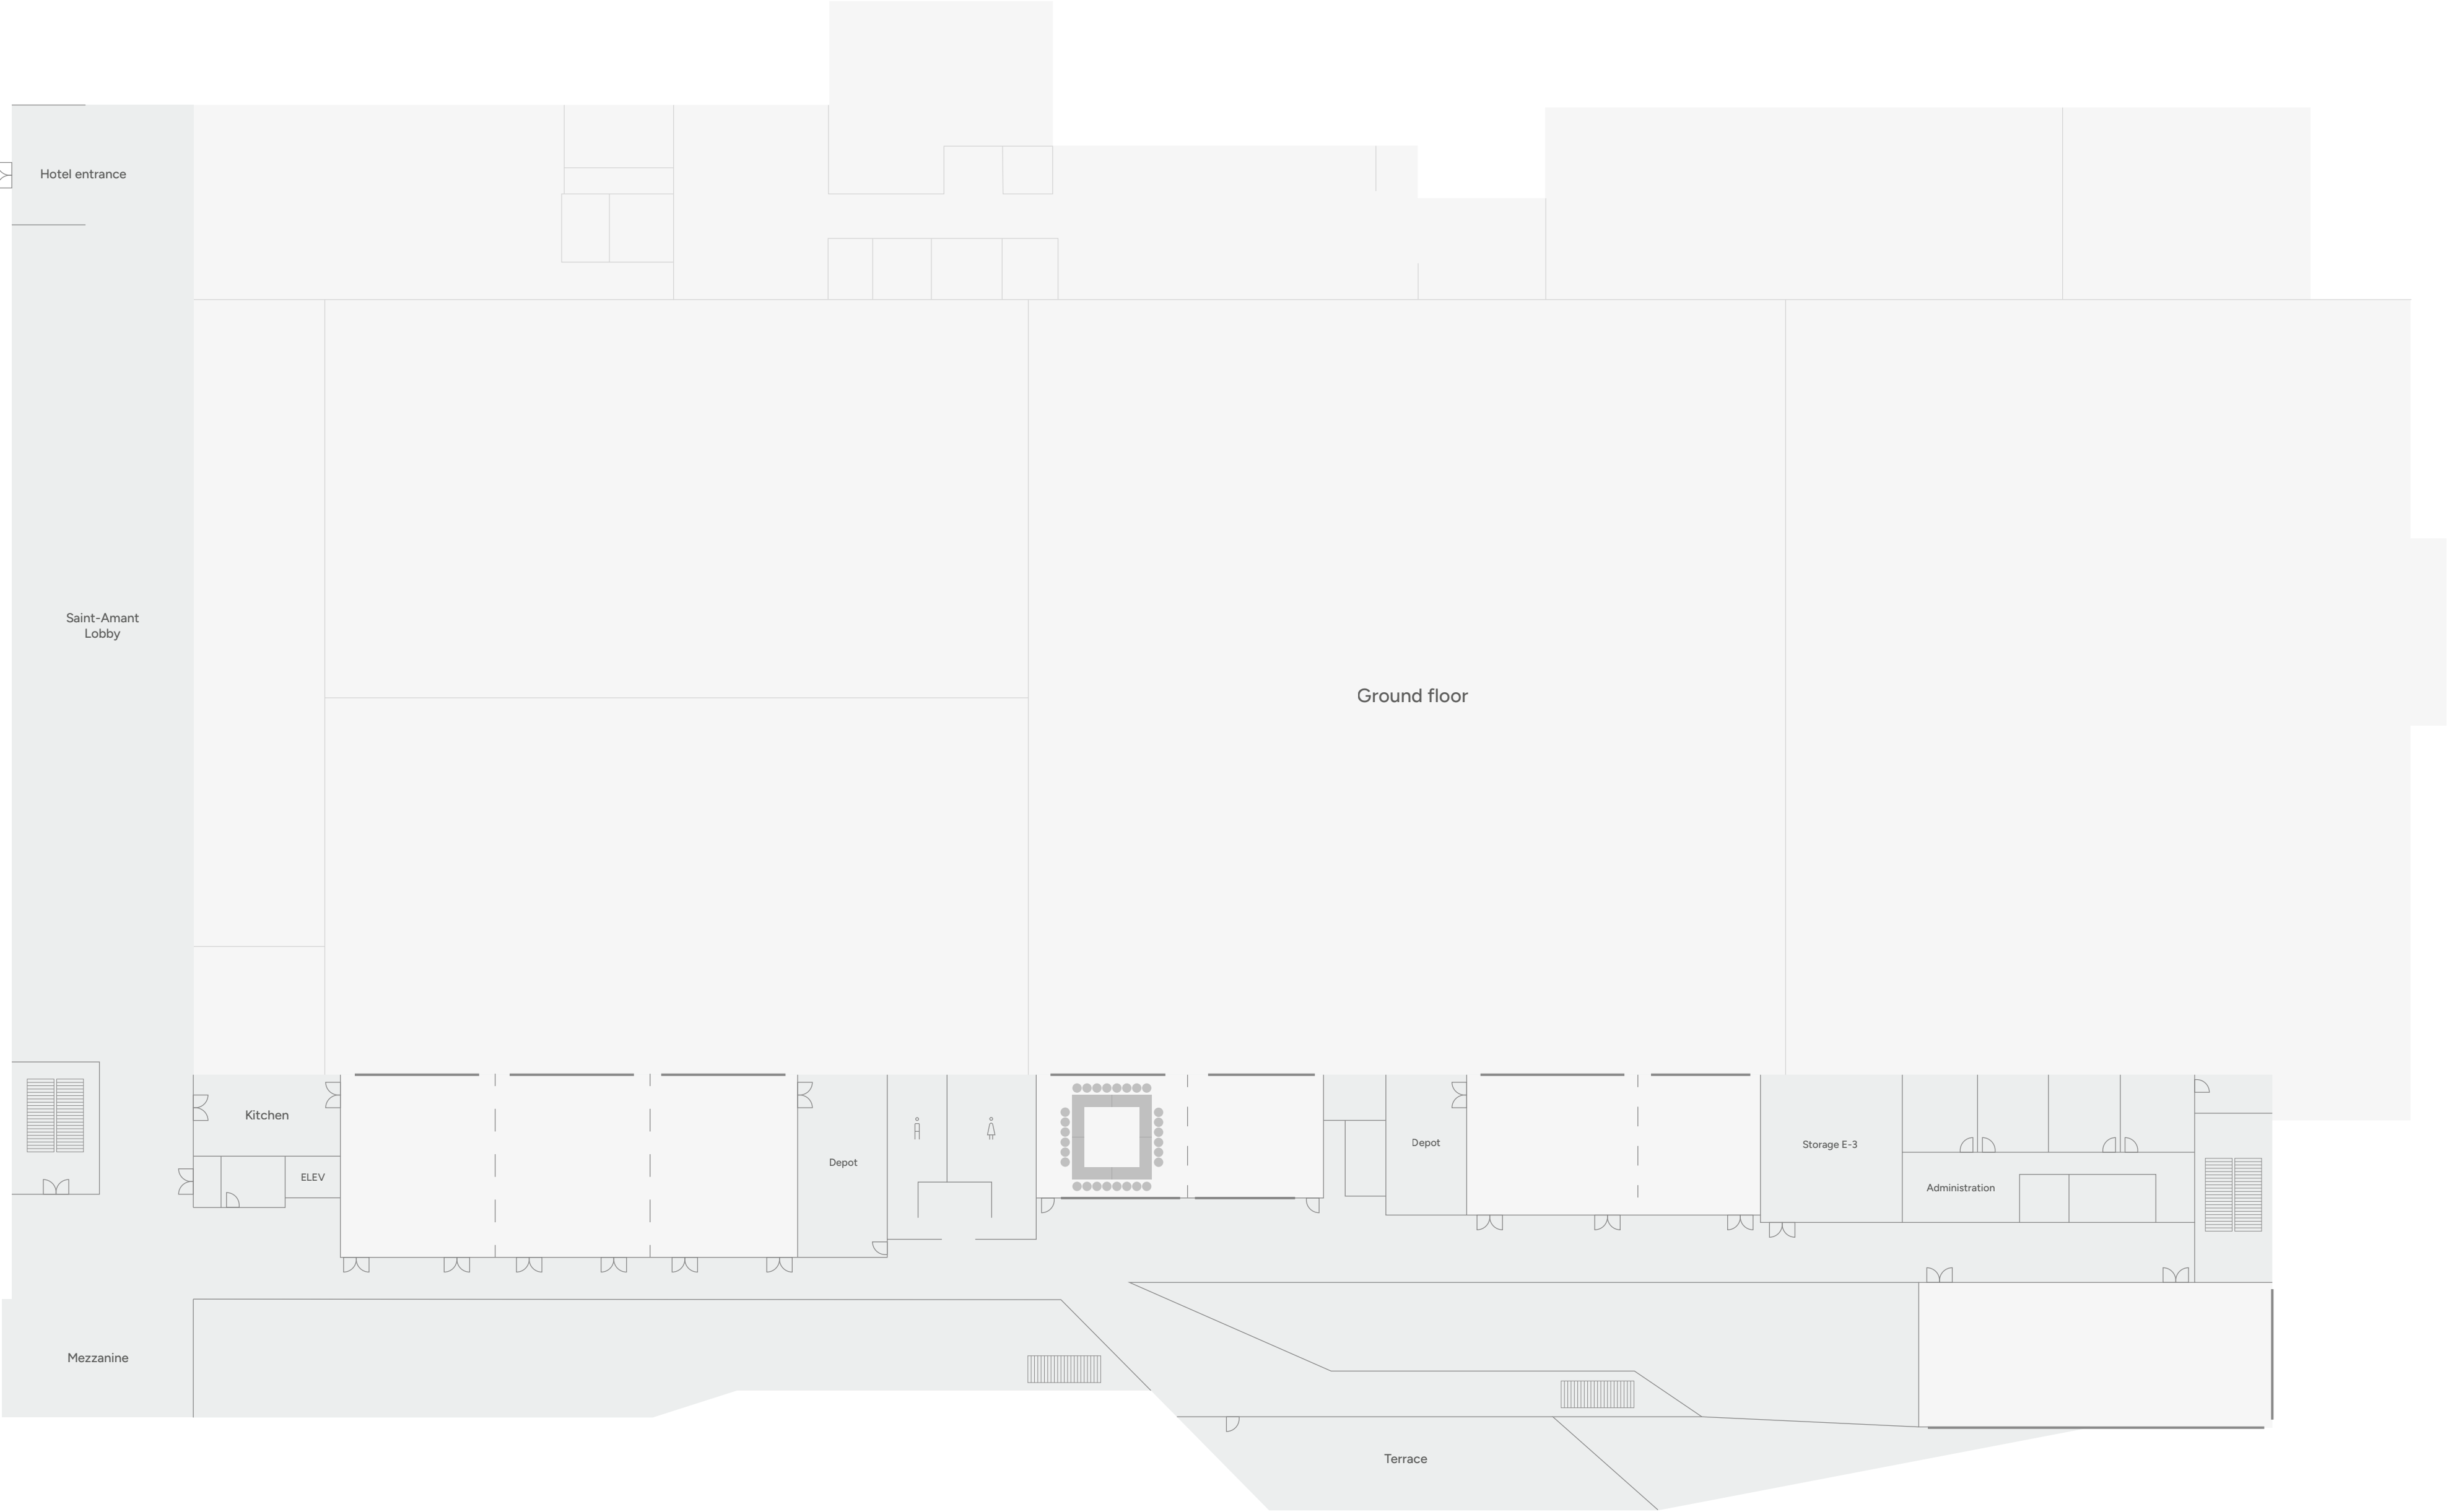 Hotel entrance
Saint-Amant
Lobby
Ground floor
Kitchen
ELEV
Depot
Depot
Storage E-3
Administration
Mezzanine
Terrace